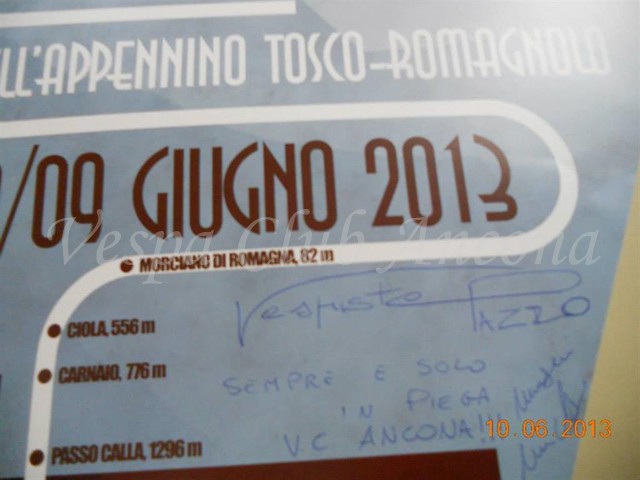 LL'APPENNINO TOSCO-ROMAGNOLO
/09 GIUGNO 2013
Vespa Club Ancona
MORCIANO DI ROMAGNA, 82 m
Vespista PAZZO
CIOLA, 556 m
CARNAIO, 776 m
SEMPRE E SOLO
IN PIEGA
V.C ANCONA!!!
10 06 2013
PASSO CALLA, 1296 m